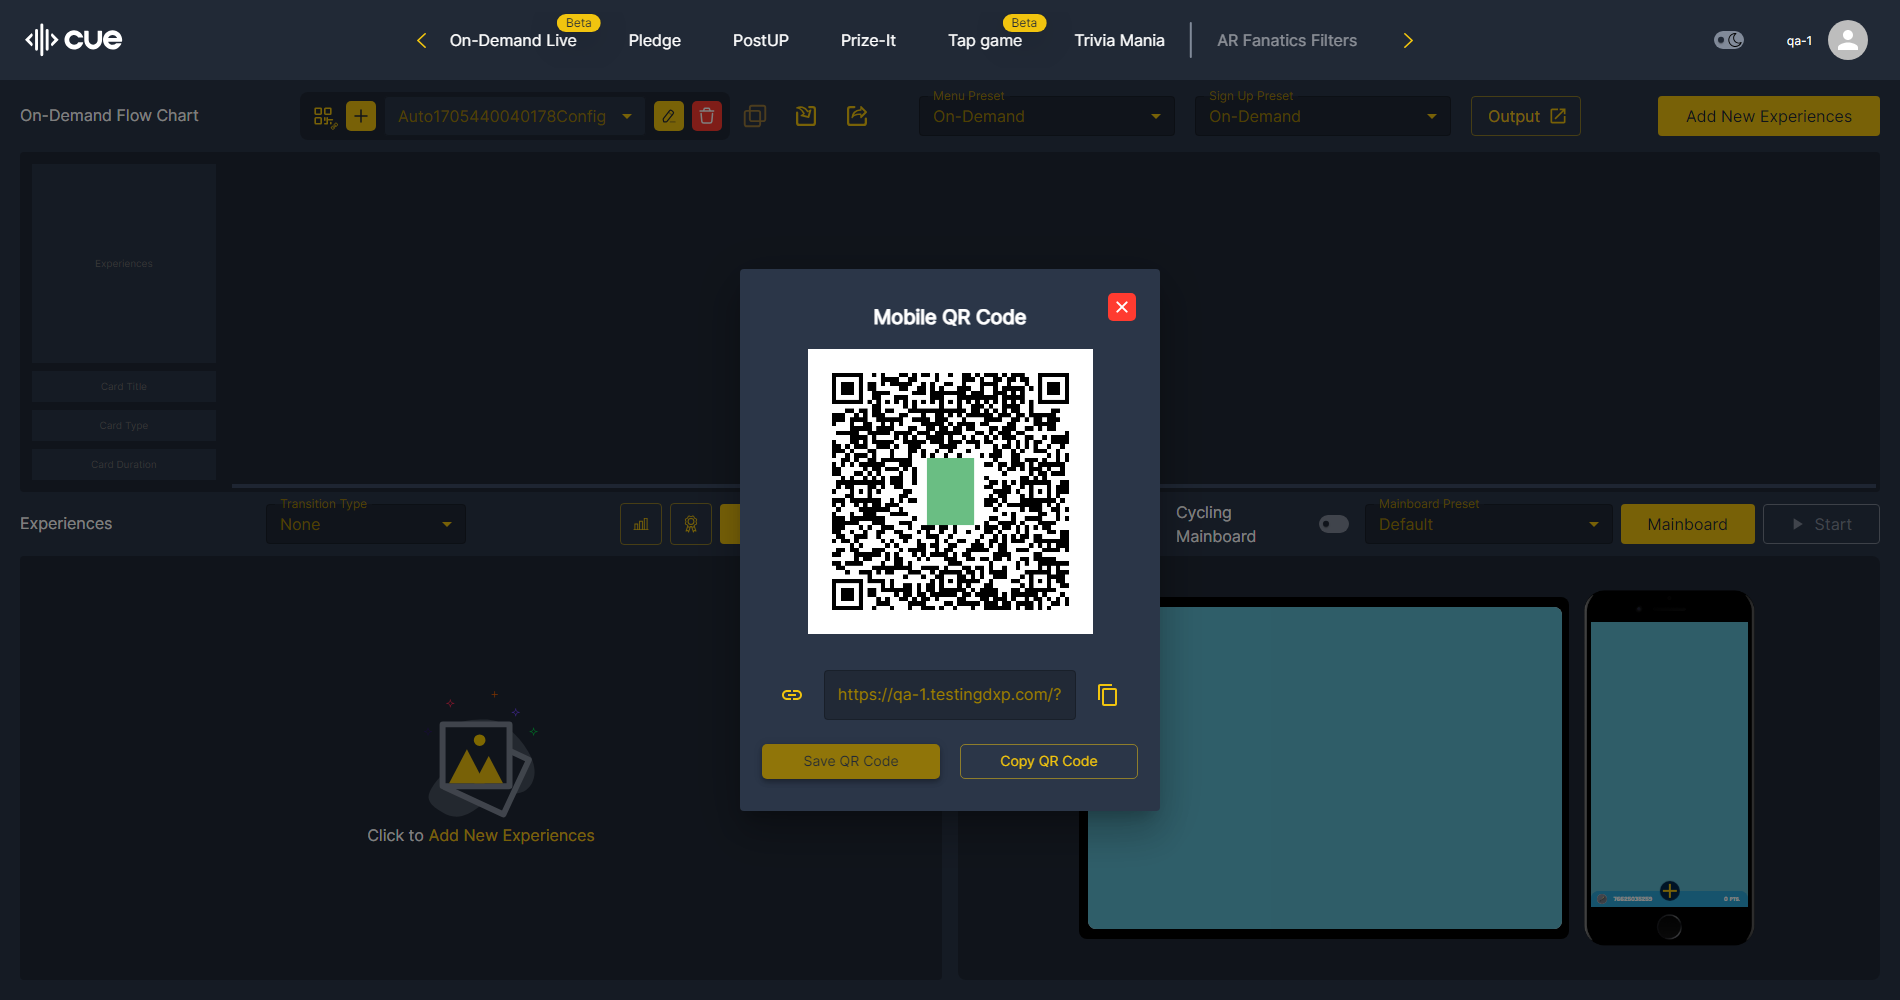 cue
On-Demand Live
Beta
Pledge
PostUP
Prize-It
Tap game
Beta
Trivia Mania
AR Fanatics Filters
qa-1
On-Demand Flow Chart
Auto1705440040178Config
Menu Preset
On-Demand
Sign Up Preset
On-Demand
Output
Add New Experiences
Experiences
Card Title
Card Type
Card Duration
Mobile QR Code
https://qa-1.testingdxp.com/?
Save QR Code
Copy QR Code
Experiences
Transition Type
None
Cycling
Mainboard
Mainboard Preset
Default
Mainboard
Start
Click to Add New Experiences
0 PTS